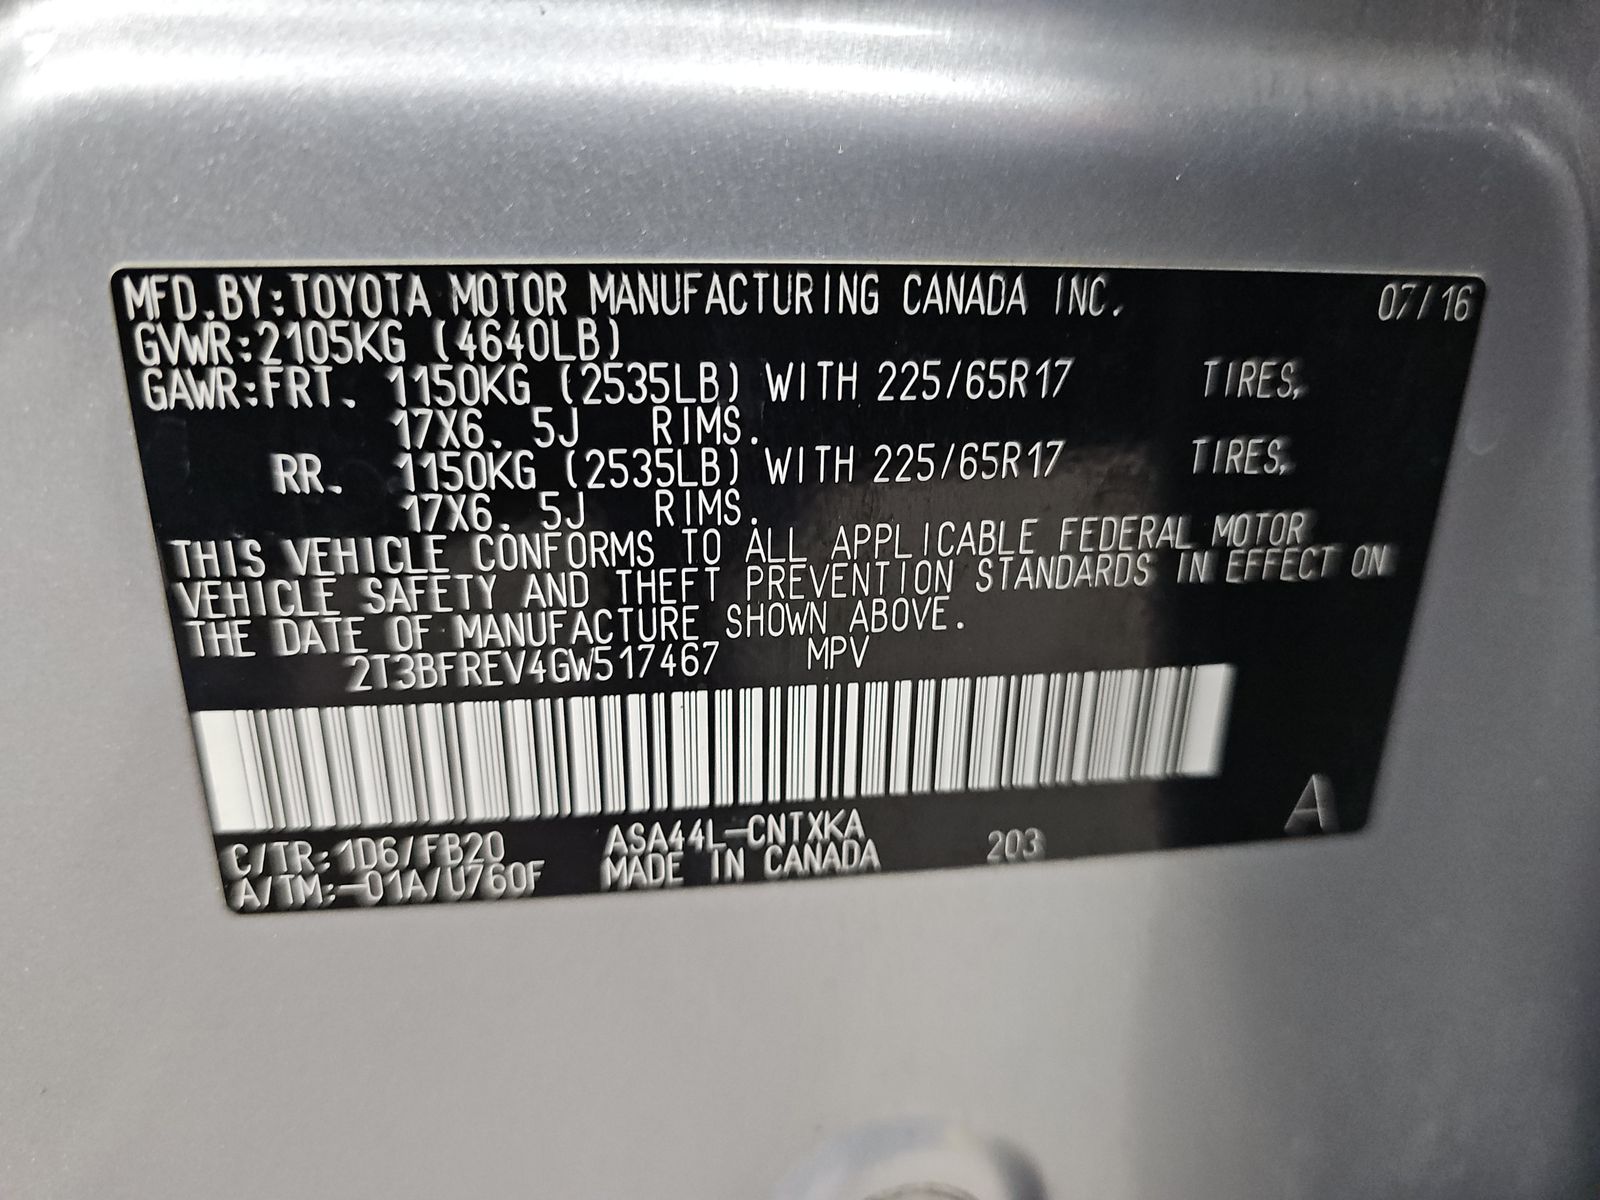 MFD.BY:TOYOTA MOTOR MANUFACTURING CANADA INC. 07/16
GVWR:2105KG (4640LB)
GAWR:FRT. 1150KG (2535LB) WITH 225/65R17 TIRES,
17X6.5J RIMS.
RR. 1150KG (2535LB) WITH 225/65R17 TIRES,
17X6.5J RIMS.
THIS VEHICLE CONFORMS TO ALL APPLICABLE FEDERAL MOTOR
VEHICLE SAFETY AND THEFT PREVENTION STANDARDS IN EFFECT ON
THE DATE OF MANUFACTURE SHOWN ABOVE.
2T3BFREV4GW517467 MPV
C/TR:1D6/FB20 ASA44L-CNTXKA 203 A
A/TM:-01A/U760F MADE IN CANADA